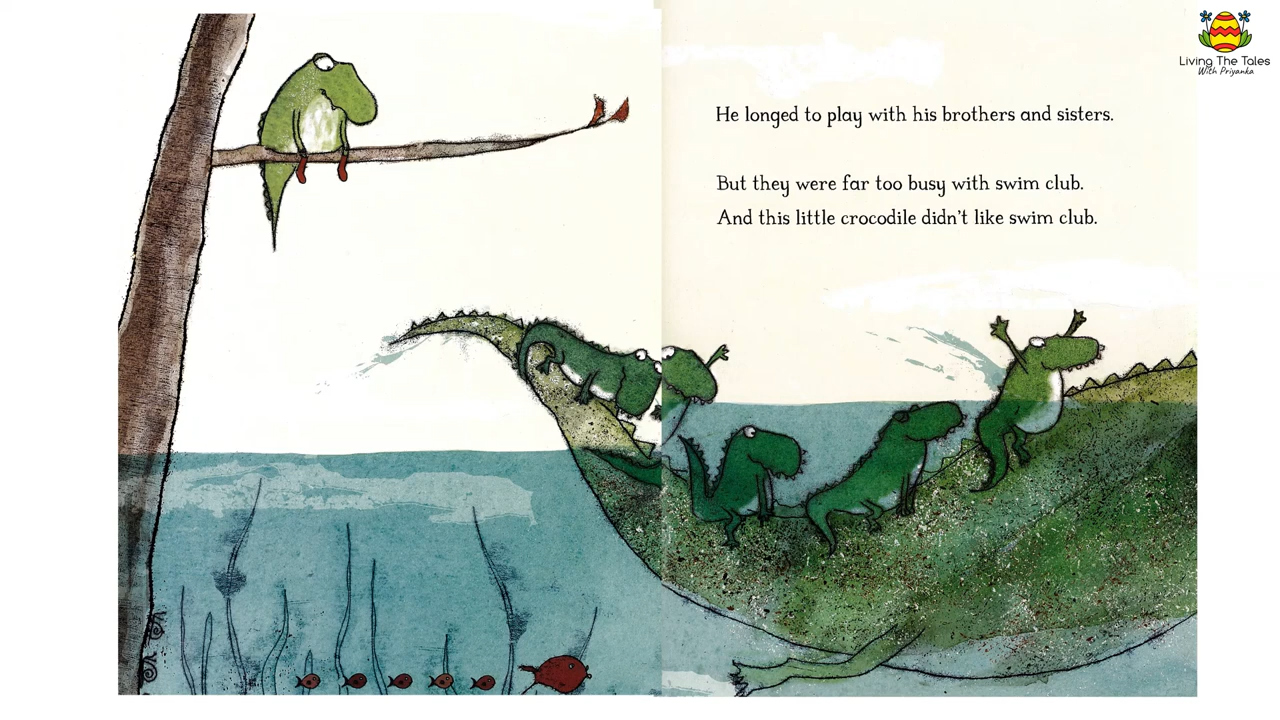 He longed to play with his brothers and sisters.
But they were far too busy with swim club.
And this little crocodile didn't like swim club.
Living The Tales
With Priyanka